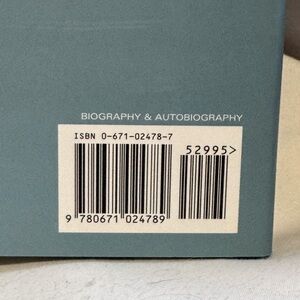 BIOGRAPHY & AUTOBIOGRAPHY
ISBN 0-671-02478-7
52995>
9 780671 024789